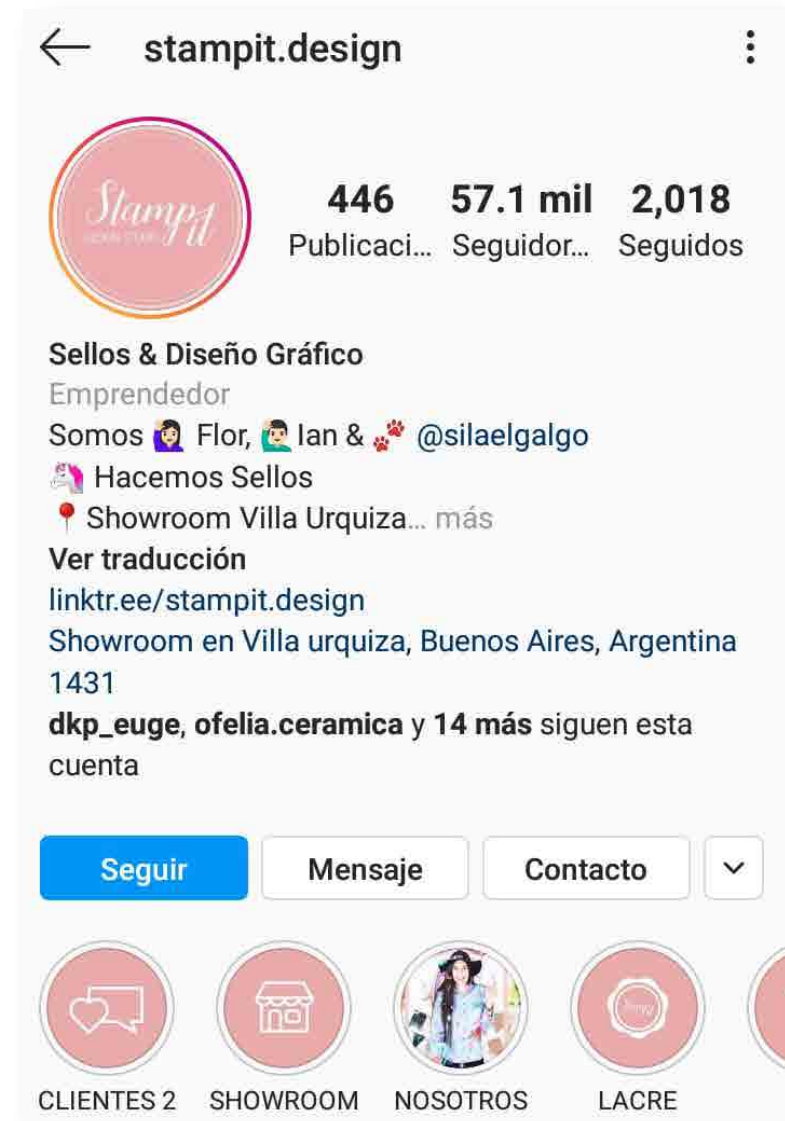 stampit.design
Stampit
446 57.1 mil 2,018
Publicaci... Seguidor... Seguidos
Sellos & Diseño Gráfico
Emprendedor
Somos 🙋🏻‍♀️ Flor, 🙋🏻‍♂️ Ian & 🐾 @silaelgalgo
🦄 Hacemos Sellos
📍 Showroom Villa Urquiza... más
Ver traducción
linktr.ee/stampit.design
Showroom en Villa urquiza, Buenos Aires, Argentina
1431
dkp_euge, ofelia.ceramica y 14 más siguen esta
cuenta
Seguir Mensaje Contacto
CLIENTES 2 SHOWROOM NOSOTROS LACRE